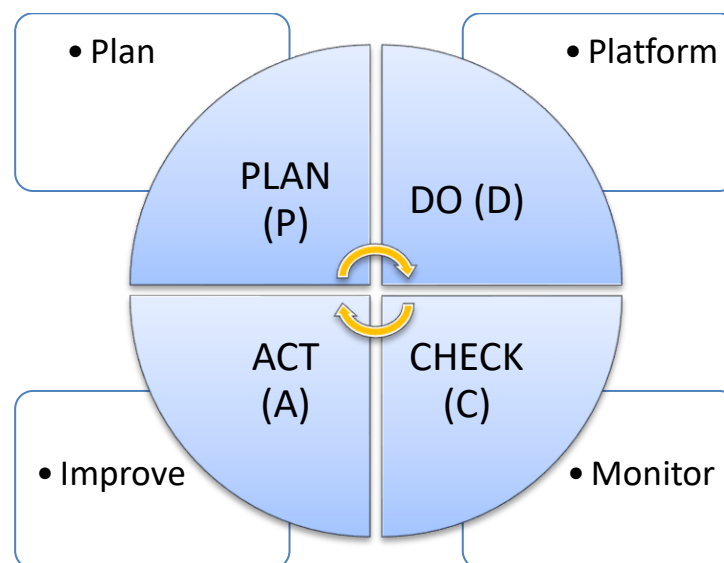 • Plan
• Platform
PLAN
(P)
DO (D)
ACT
(A)
CHECK
(C)
• Improve
• Monitor